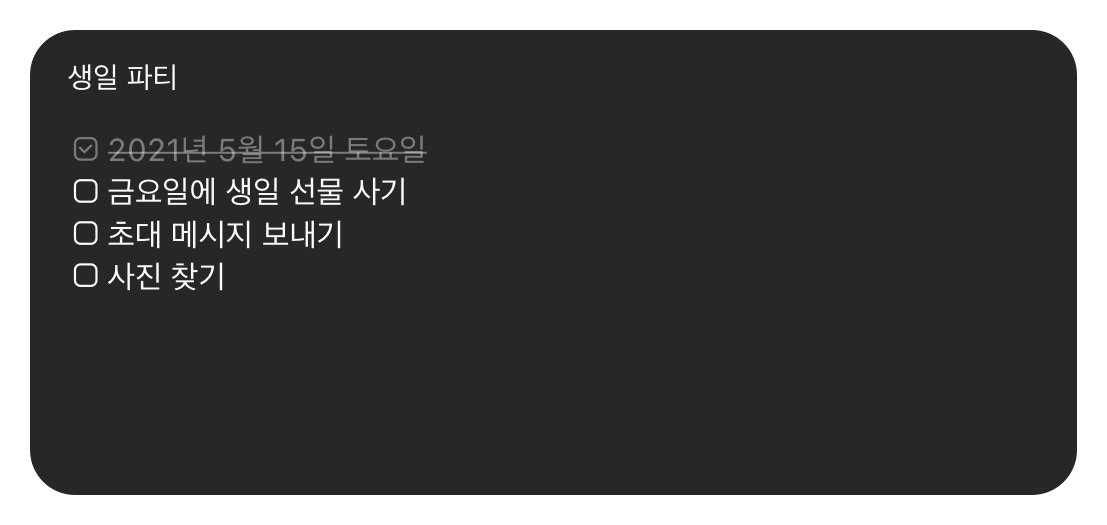 생일 파티
2021년 5월 15일 토요일
금요일에 생일 선물 사기
초대 메시지 보내기
사진 찾기